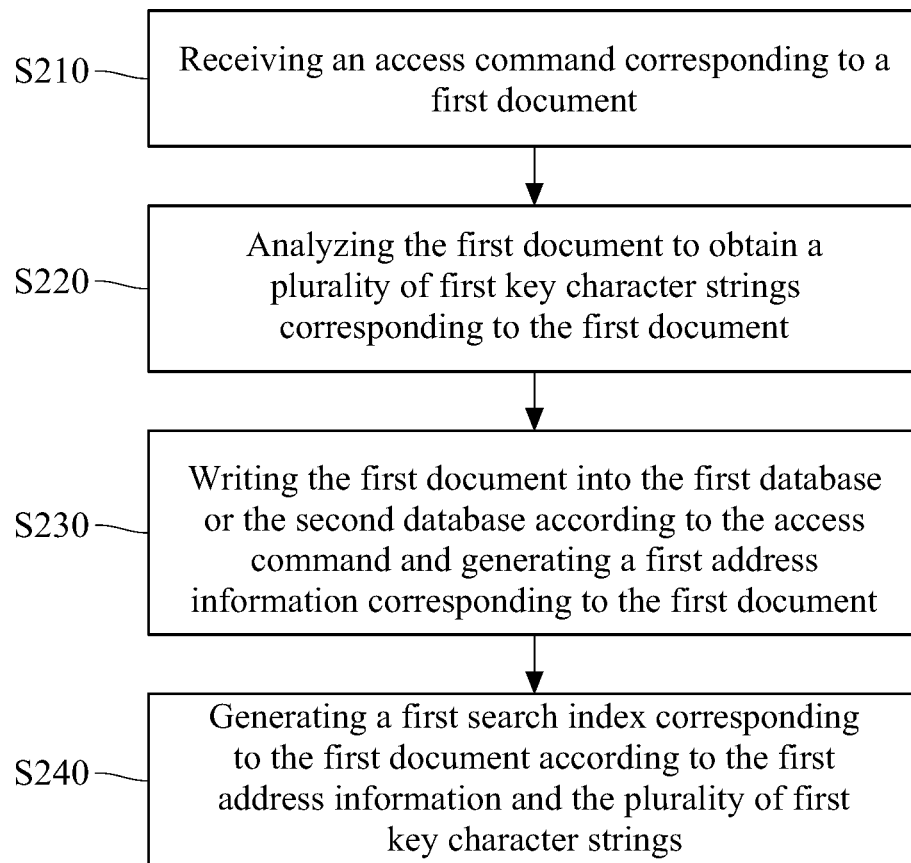 S210
Receiving an access command corresponding to a
first document
S220
Analyzing the first document to obtain a
plurality of first key character strings
corresponding to the first document
S230
Writing the first document into the first database
or the second database according to the access
command and generating a first address
information corresponding to the first document
S240
Generating a first search index corresponding
to the first document according to the first
address information and the plurality of first
key character strings